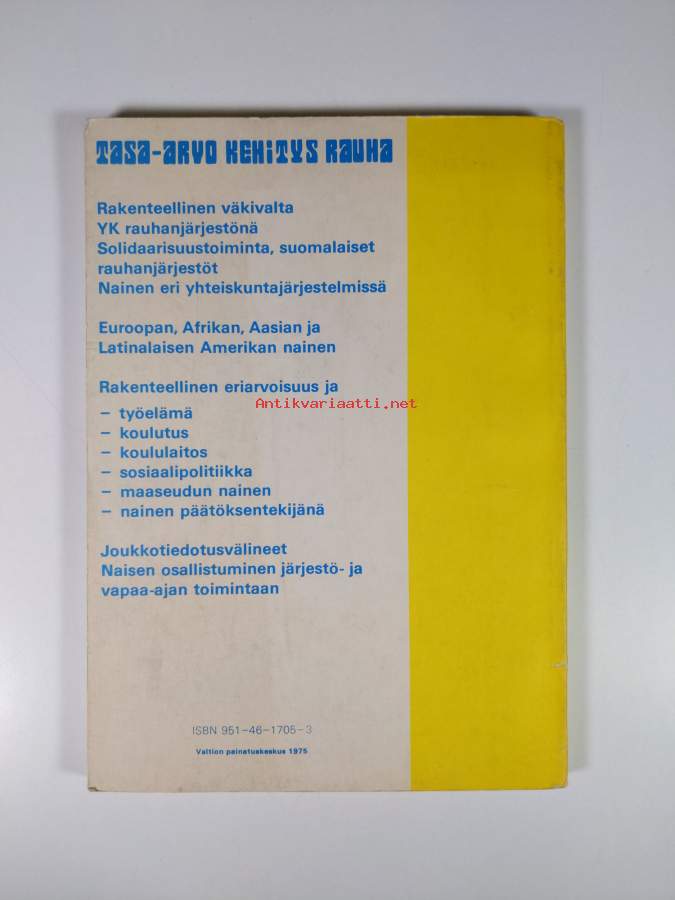 TASA-ARVO KEHITYS RAUHA
Rakenteellinen väkivalta
YK rauhanjärjestönä
Solidaarisuustoiminta, suomalaiset
rauhanjärjestöt
Nainen eri yhteiskuntajärjestelmissä
Euroopan, Afrikan, Aasian ja
Latinalaisen Amerikan nainen
Rakenteellinen eriarvoisuus ja
Antikvariaatti.net
– työelämä
– koulutus
– koululaitos
– sosiaalipolitiikka
– maaseudun nainen
– nainen päätöksentekijänä
Joukkotiedotusvälineet
Naisen osallistuminen järjestö- ja
vapaa-ajan toimintaan
ISBN 951–46–1705–3
Valtion painatuskeskus 1975